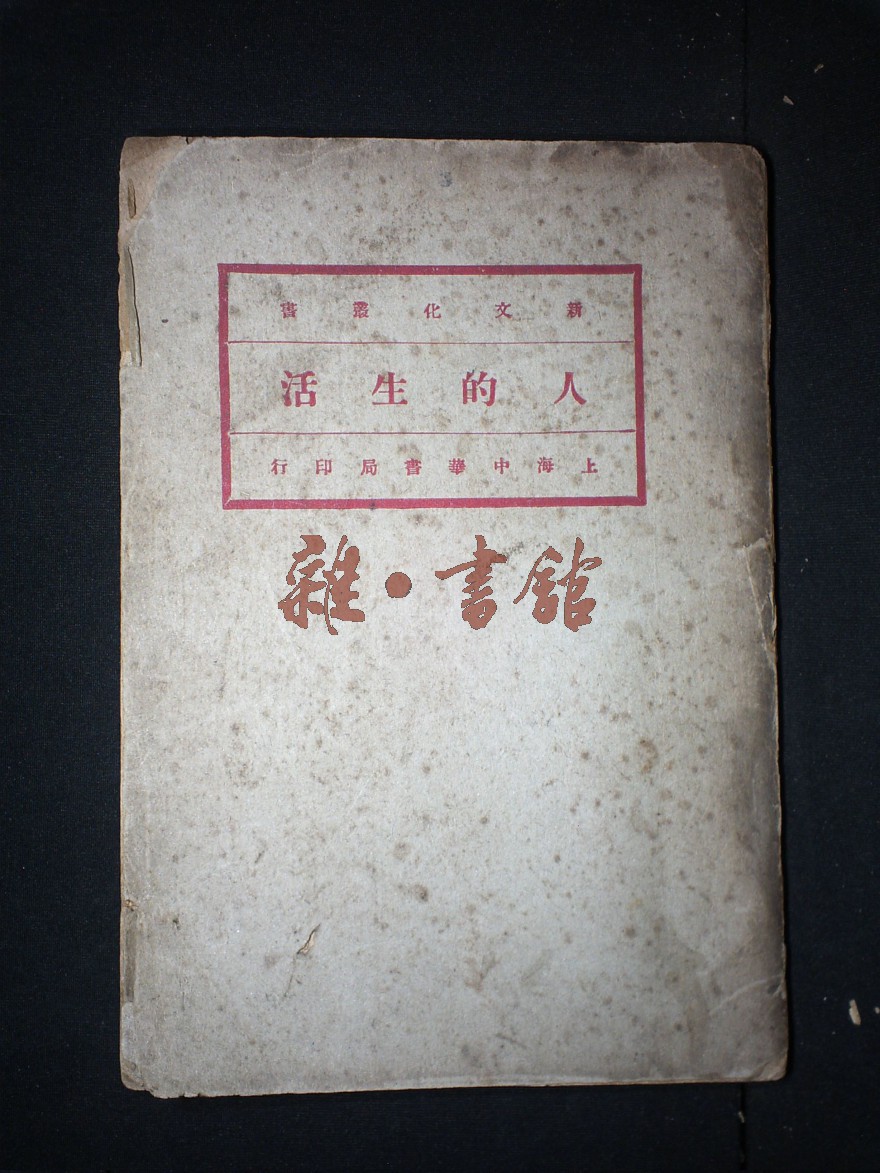 新文化叢書
人的生活
上海中華書局印行
雜·書館